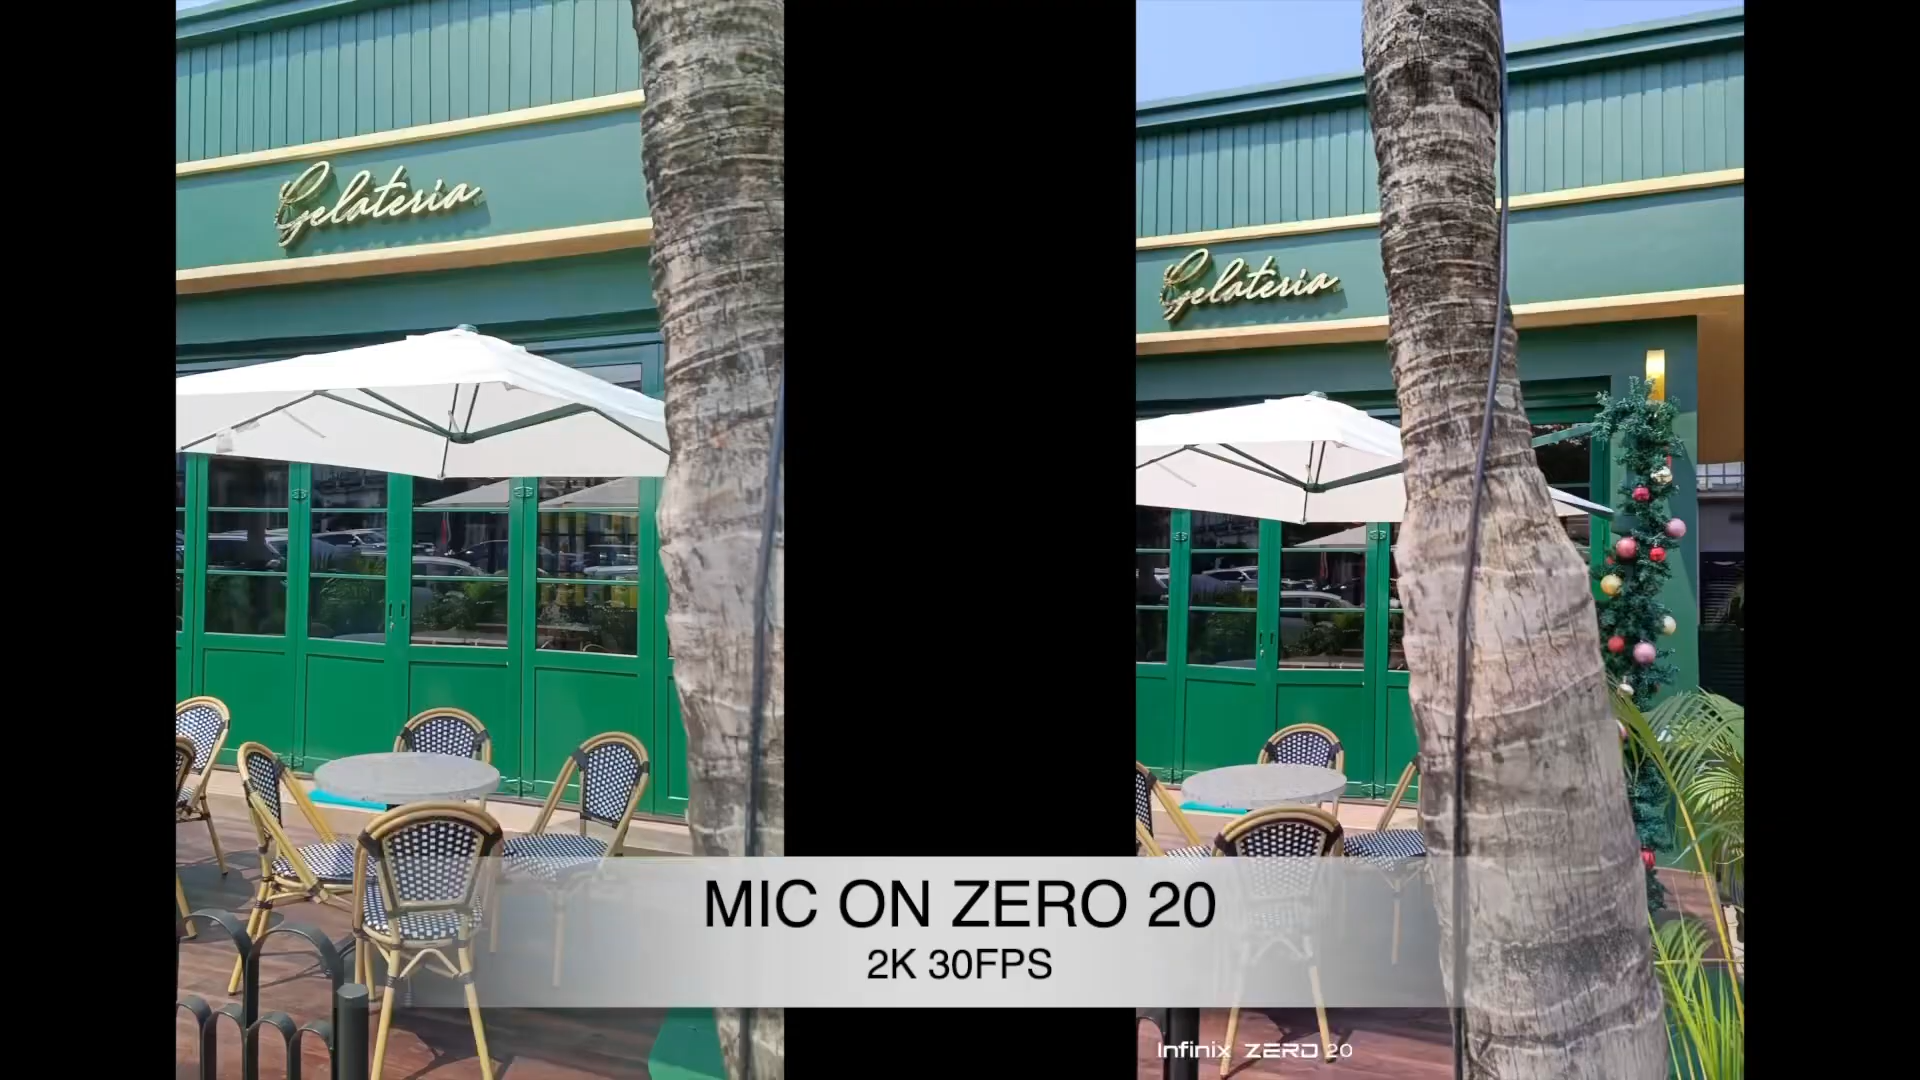 Gelateria
Gelateria
MIC ON ZERO 20
2K 30FPS
Infinix ZERO 20